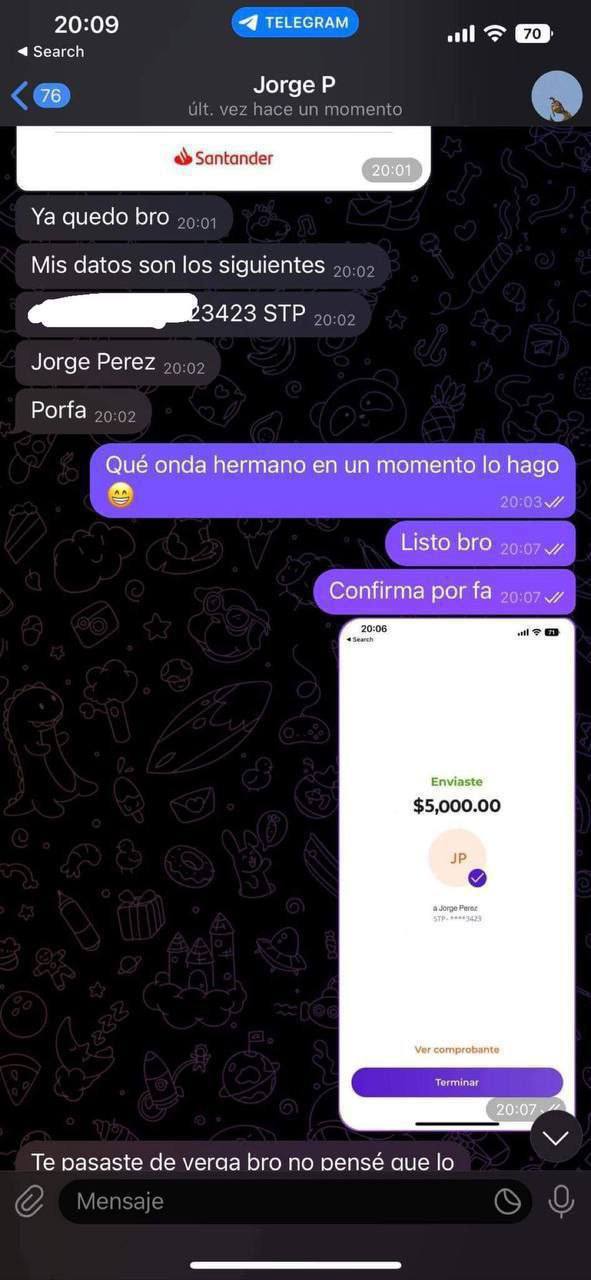 20:09
TELEGRAM
70
Search
76
Jorge P
últ. vez hace un momento
Santander
20:01
Ya quedo bro 20:01
Mis datos son los siguientes 20:02
23423 STP 20:02
Jorge Perez 20:02
Porfa 20:02
Qué onda hermano en un momento lo hago
20:03
Listo bro 20:07
Confirma por fa 20:07
20:06
71
Search
Enviaste
$5,000.00
JP
a Jorge Perez
STP- ****3423
Ver comprobante
Terminar
20:07
Te pasaste de verga bro no pensé que lo
Mensaje